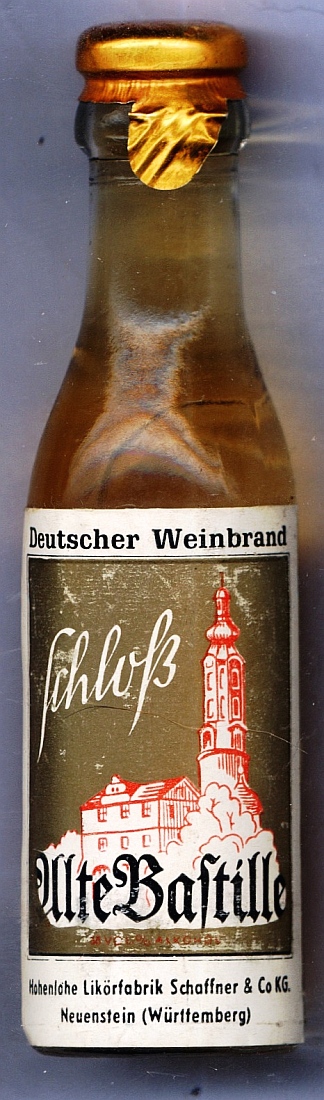 Deutscher Weinbrand
Schloß
Alte Bastille
Hohenlohe Likörfabrik Schaffner & Co KG.
Neuenstein (Württemberg)